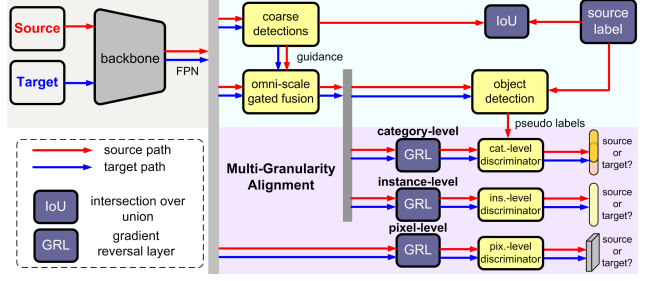 Source
Target
backbone
FPN
coarse
detections
guidance
omni-scale
gated fusion
IoU
source
label
object
detection
pseudo labels
source path
target path
IoU
intersection over
union
GRL
gradient
reversal layer
Multi-Granularity
Alignment
category-level
GRL
cat.-level
discriminator
source
or
target?
instance-level
GRL
ins.-level
discriminator
source
or
target?
pixel-level
GRL
pix.-level
discriminator
source
or
target?